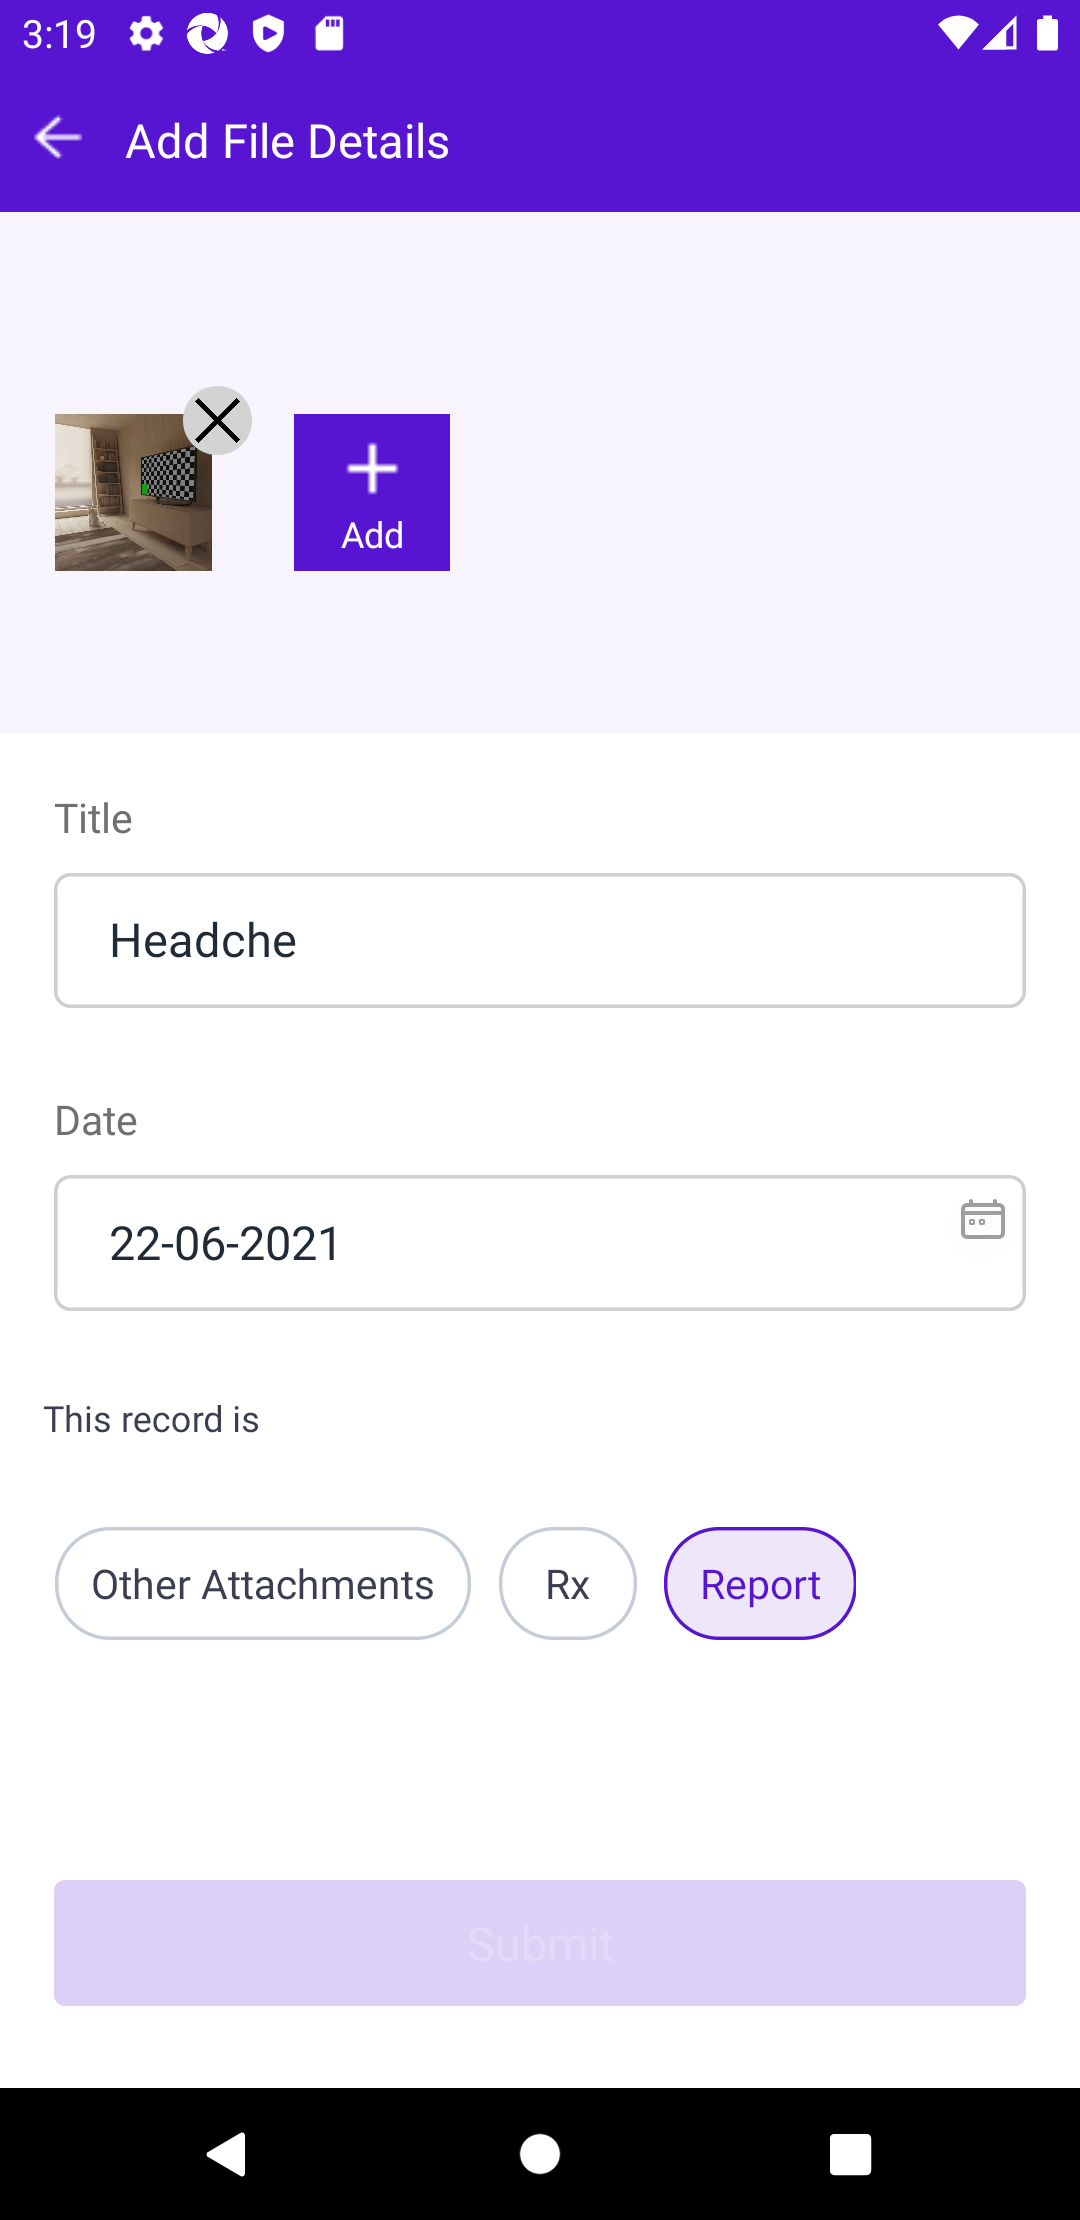 3:19
Add File Details
Add
Title
Headche
Date
22-06-2021
This record is
Other Attachments Rx Report
Submit